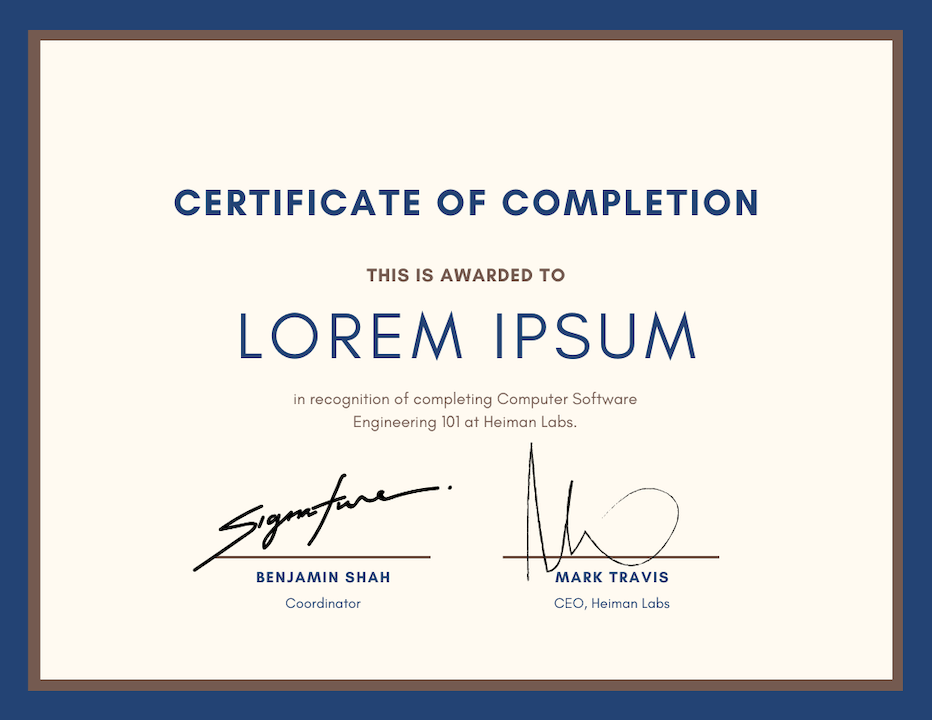 CERTIFICATE OF COMPLETION
THIS IS AWARDED TO
LOREM IPSUM
in recognition of completing Computer Software
Engineering 101 at Heiman Labs.
Signature
BENJAMIN SHAH
MARK TRAVIS
Coordinator
CEO, Heiman Labs